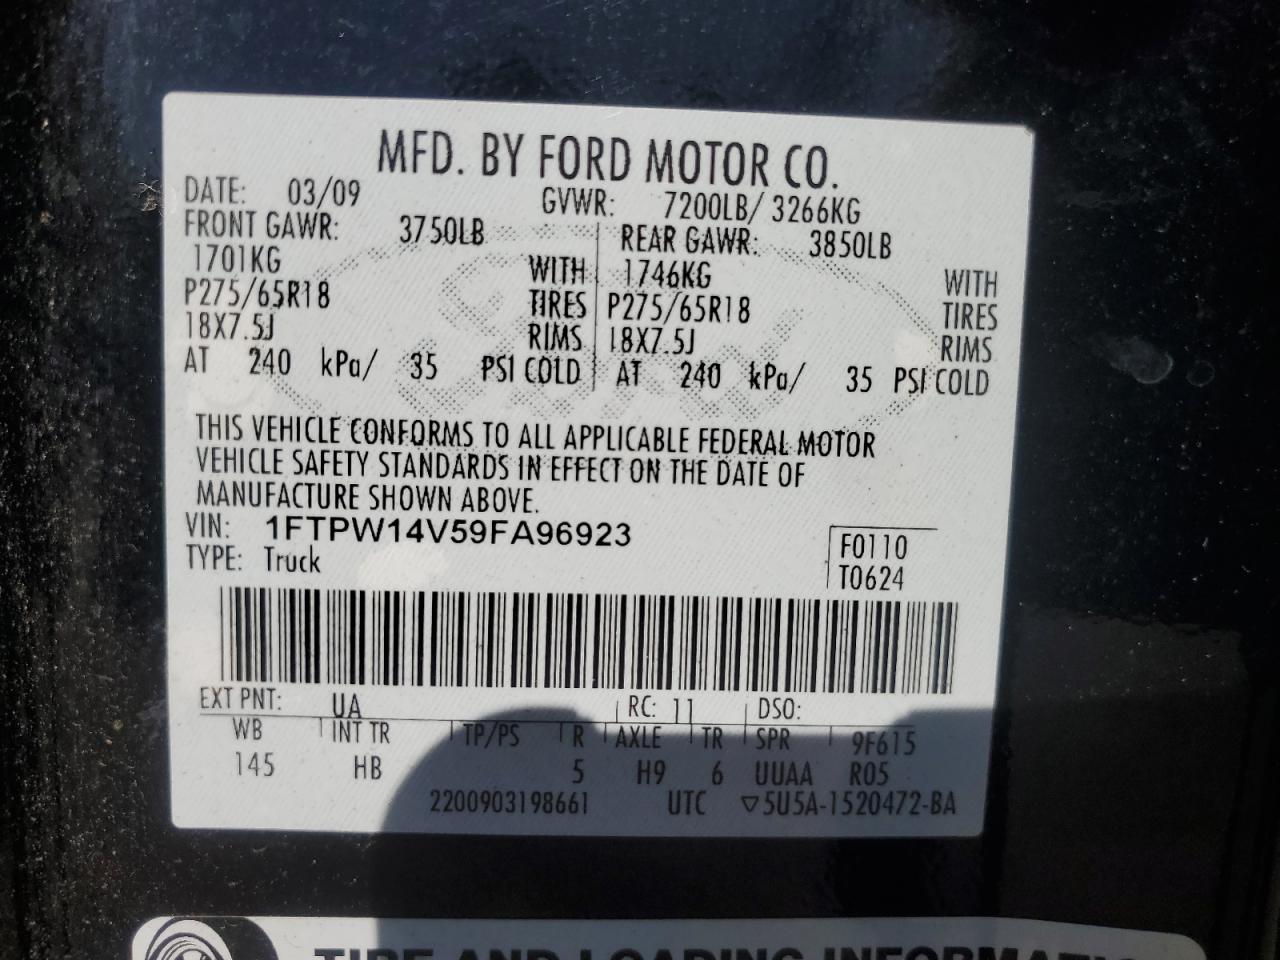 MFD. BY FORD MOTOR CO.
DATE: 03/09 GVWR: 7200LB/ 3266KG
FRONT GAWR: 3750LB REAR GAWR: 3850LB
1701KG WITH 1746KG WITH
P275/65R18 TIRES P275/65R18 TIRES
18X7.5J RIMS 18X7.5J RIMS
AT 240 kPa/ 35 PSI COLD AT 240 kPa/ 35 PSI COLD
THIS VEHICLE CONFORMS TO ALL APPLICABLE FEDERAL MOTOR
VEHICLE SAFETY STANDARDS IN EFFECT ON THE DATE OF
MANUFACTURE SHOWN ABOVE.
VIN: 1FTPW14V59FA96923
TYPE: Truck
F0110
T0624
EXT PNT: UA RC: 11 DSO:
WB INT TR TP/PS R AXLE TR SPR 9F615
145 HB 5 H9 6 UUAA R05
2200903198661 UTC ▽5U5A-1520472-BA
TIRE AND LOADING INFORMATION